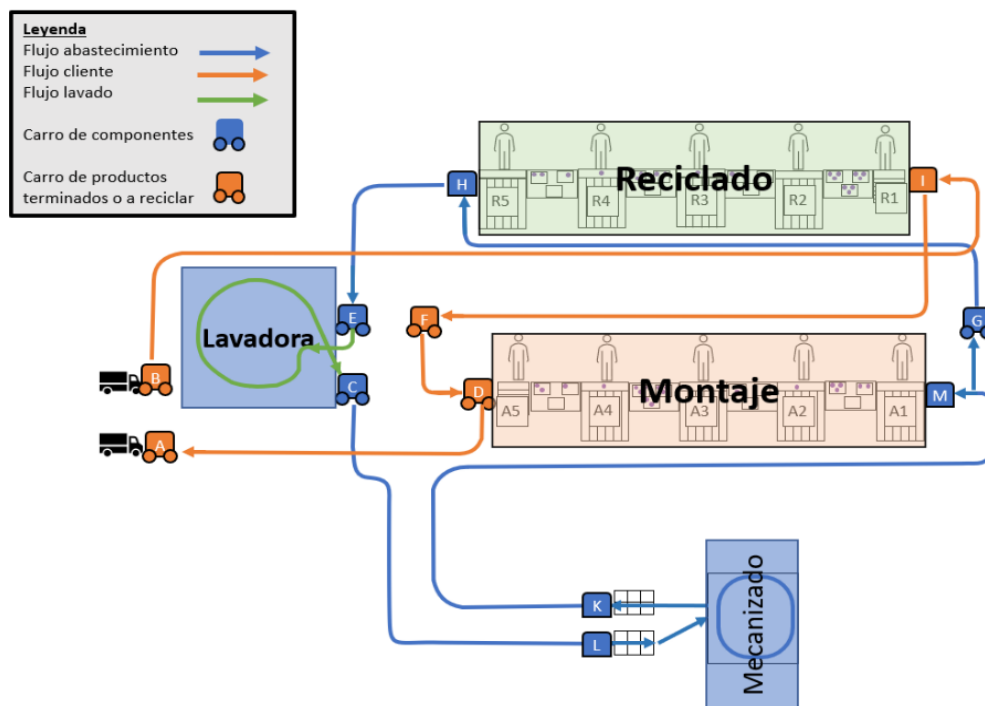 Leyenda
Flujo abastecimiento
Flujo cliente
Flujo lavado
Carro de componentes
Carro de productos
terminados o a reciclar
Reciclado
H
I
R5
R4
R3
R2
R1
Lavadora
E
F
G
B
C
D
Montaje
M
A5
A4
A3
A2
A1
A
K
L
Mecanizado